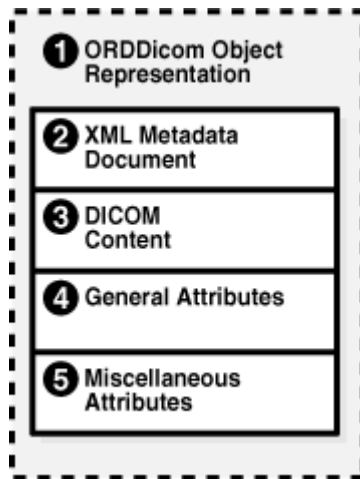 1 ORDDicom Object
Representation
2 XML Metadata
Document
3 DICOM
Content
4 General Attributes
5 Miscellaneous
Attributes